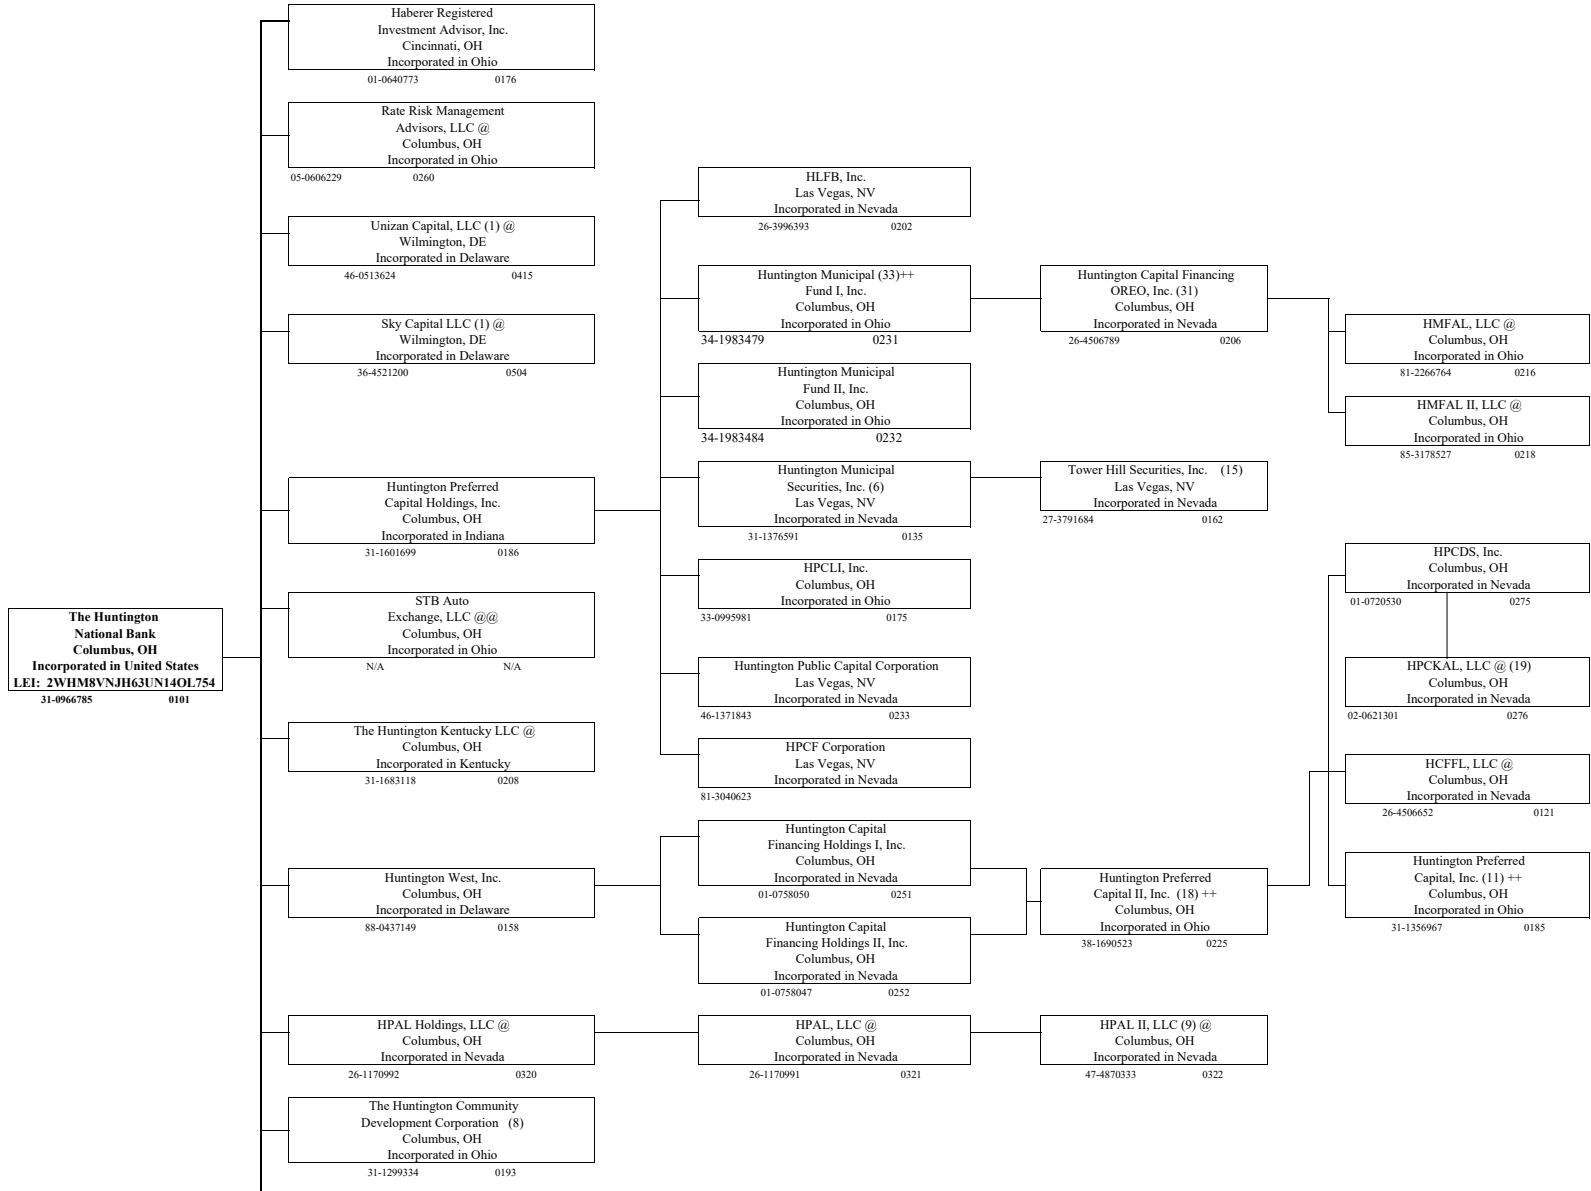 Haberer Registered
Investment Advisor, Inc.
Cincinnati, OH
Incorporated in Ohio
01-0640773 0176
Rate Risk Management
Advisors, LLC @
Columbus, OH
Incorporated in Ohio
05-0606229 0260
Unizan Capital, LLC (1) @
Wilmington, DE
Incorporated in Delaware
46-0513624 0415
Sky Capital LLC (1) @
Wilmington, DE
Incorporated in Delaware
36-4521200 0504
Huntington Preferred
Capital Holdings, Inc.
Columbus, OH
Incorporated in Indiana
31-1601699 0186
STB Auto
Exchange, LLC @@
Columbus, OH
Incorporated in Ohio
N/A N/A
The Huntington
National Bank
Columbus, OH
Incorporated in United States
LEI: 2WHM8VNJH63UN14OL754
31-0966785 0101
The Huntington Kentucky LLC @
Columbus, OH
Incorporated in Kentucky
31-1683118 0208
Huntington West, Inc.
Columbus, OH
Incorporated in Delaware
88-0437149 0158
HPAL Holdings, LLC @
Columbus, OH
Incorporated in Nevada
26-1170992 0320
The Huntington Community
Development Corporation (8)
Columbus, OH
Incorporated in Ohio
31-1299334 0193
HLFB, Inc.
Las Vegas, NV
Incorporated in Nevada
26-3996393 0202
Huntington Municipal (33)++
Fund I, Inc.
Columbus, OH
Incorporated in Ohio
34-1983479 0231
Huntington Municipal
Fund II, Inc.
Columbus, OH
Incorporated in Ohio
34-1983484 0232
Huntington Municipal
Securities, Inc. (6)
Las Vegas, NV
Incorporated in Nevada
31-1376591 0135
HPCLI, Inc.
Columbus, OH
Incorporated in Ohio
33-0995981 0175
Huntington Public Capital Corporation
Las Vegas, NV
Incorporated in Nevada
46-1371843 0233
HPCF Corporation
Las Vegas, NV
Incorporated in Nevada
81-3040623
Huntington Capital
Financing Holdings I, Inc.
Columbus, OH
Incorporated in Nevada
01-0758050 0251
Huntington Capital
Financing Holdings II, Inc.
Columbus, OH
Incorporated in Nevada
01-0758047 0252
HPAL, LLC @
Columbus, OH
Incorporated in Nevada
26-1170991 0321
Huntington Capital Financing
OREO, Inc. (31)
Columbus, OH
Incorporated in Nevada
26-4506789 0206
Tower Hill Securities, Inc. (15)
Las Vegas, NV
Incorporated in Nevada
27-3791684 0162
Huntington Preferred
Capital II, Inc. (18) ++
Columbus, OH
Incorporated in Ohio
38-1690523 0225
HPAL II, LLC (9) @
Columbus, OH
Incorporated in Nevada
47-4870333 0322
HMFAL, LLC @
Columbus, OH
Incorporated in Ohio
81-2266764 0216
HMFAL II, LLC @
Columbus, OH
Incorporated in Ohio
85-3178527 0218
HPCDS, Inc.
Columbus, OH
Incorporated in Nevada
01-0720530 0275
HPCKAL, LLC @ (19)
Columbus, OH
Incorporated in Nevada
02-0621301 0276
HCFFL, LLC @
Columbus, OH
Incorporated in Nevada
26-4506652 0121
Huntington Preferred
Capital, Inc. (11) ++
Columbus, OH
Incorporated in Ohio
31-1356967 0185